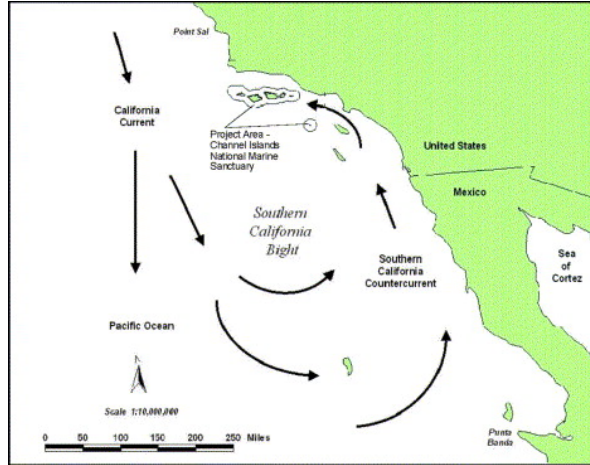 Point Sal
California
Current
Project Area -
Channel Islands
National Marine
Sanctuary
United States
Mexico
Southern
California
Bight
Southern
California
Countercurrent
Sea
of
Cortez
Pacific Ocean
Scale 1:10,000,000
0 50 100 150 200 250 Miles
Punta
Banda